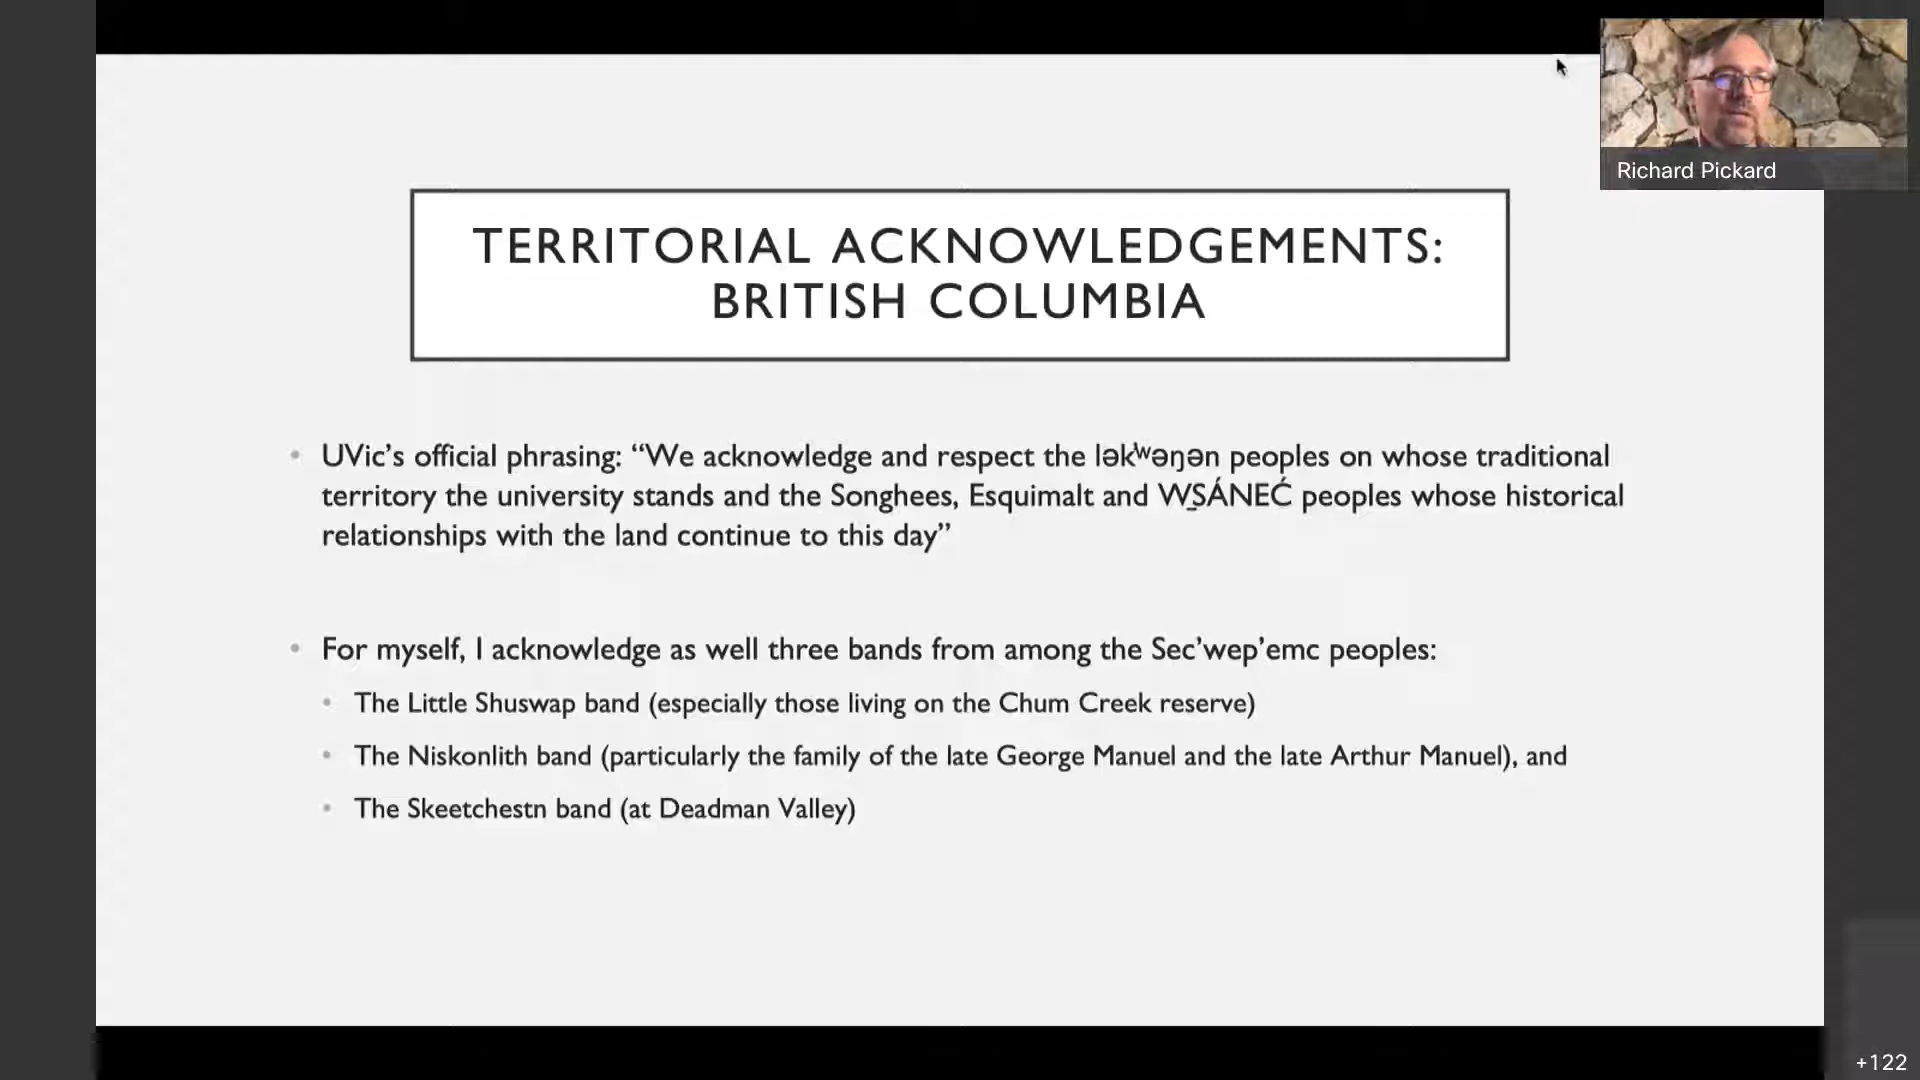 Richard Pickard
TERRITORIAL ACKNOWLEDGEMENTS:
BRITISH COLUMBIA
• UVic’s official phrasing: “We acknowledge and respect the lək̓ʷəŋən peoples on whose traditional
territory the university stands and the Songhees, Esquimalt and W̱SÁNEĆ peoples whose historical
relationships with the land continue to this day”
• For myself, I acknowledge as well three bands from among the Sec’wep’emc peoples:
• The Little Shuswap band (especially those living on the Chum Creek reserve)
• The Niskonlith band (particularly the family of the late George Manuel and the late Arthur Manuel), and
• The Skeetchestn band (at Deadman Valley)
+122